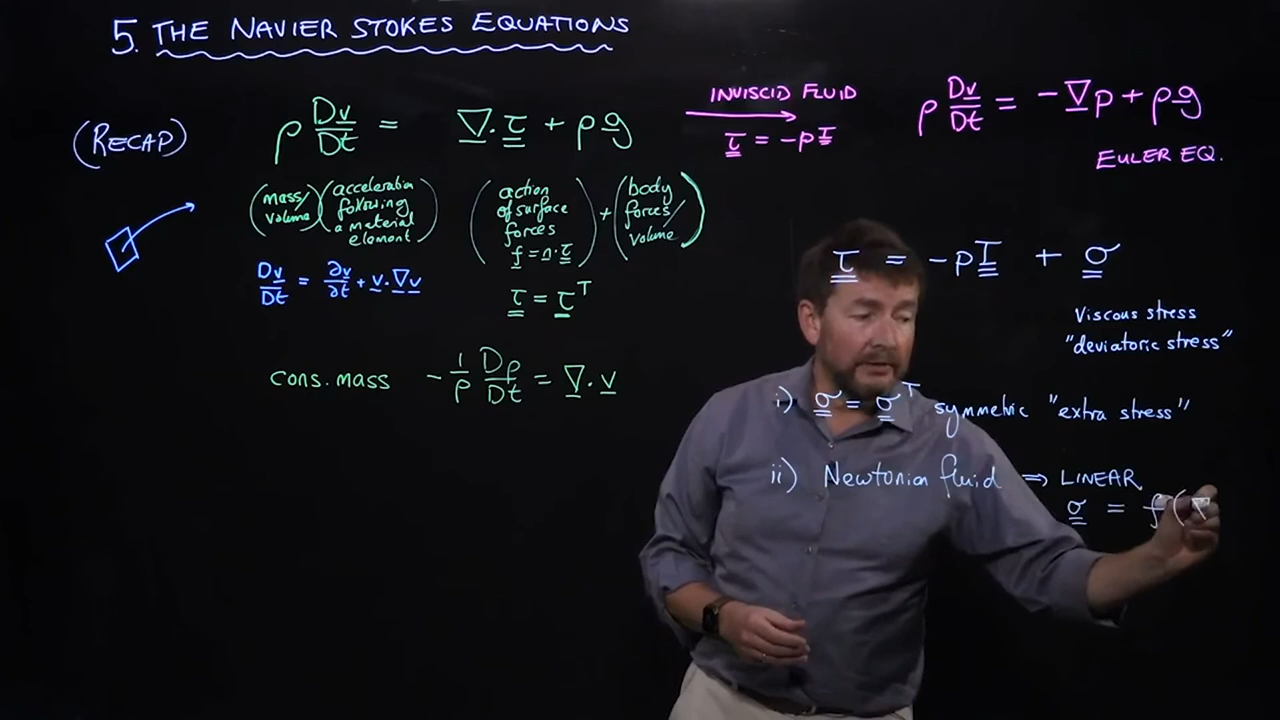 5. THE NAVIER STOKES EQUATIONS
(RECAP)
ρ Dv/Dt = ∇·τ + ρg
INVISCID FLUID
τ = -pI
ρ Dv/Dt = -∇p + ρg
EULER EQ.
(mass/volume)(acceleration following a material element)
(action of surface forces f = n·τ) + (body forces/volume)
Dv/Dt = ∂v/∂t + v·∇v
τ = τᵀ
τ = -pI + σ
Viscous stress
"deviatoric stress"
cons. mass -1/ρ Dρ/Dt = ∇·v
i) σ = σᵀ symmetric "extra stress"
ii) Newtonian fluid ⇒ LINEAR
σ = f(∇